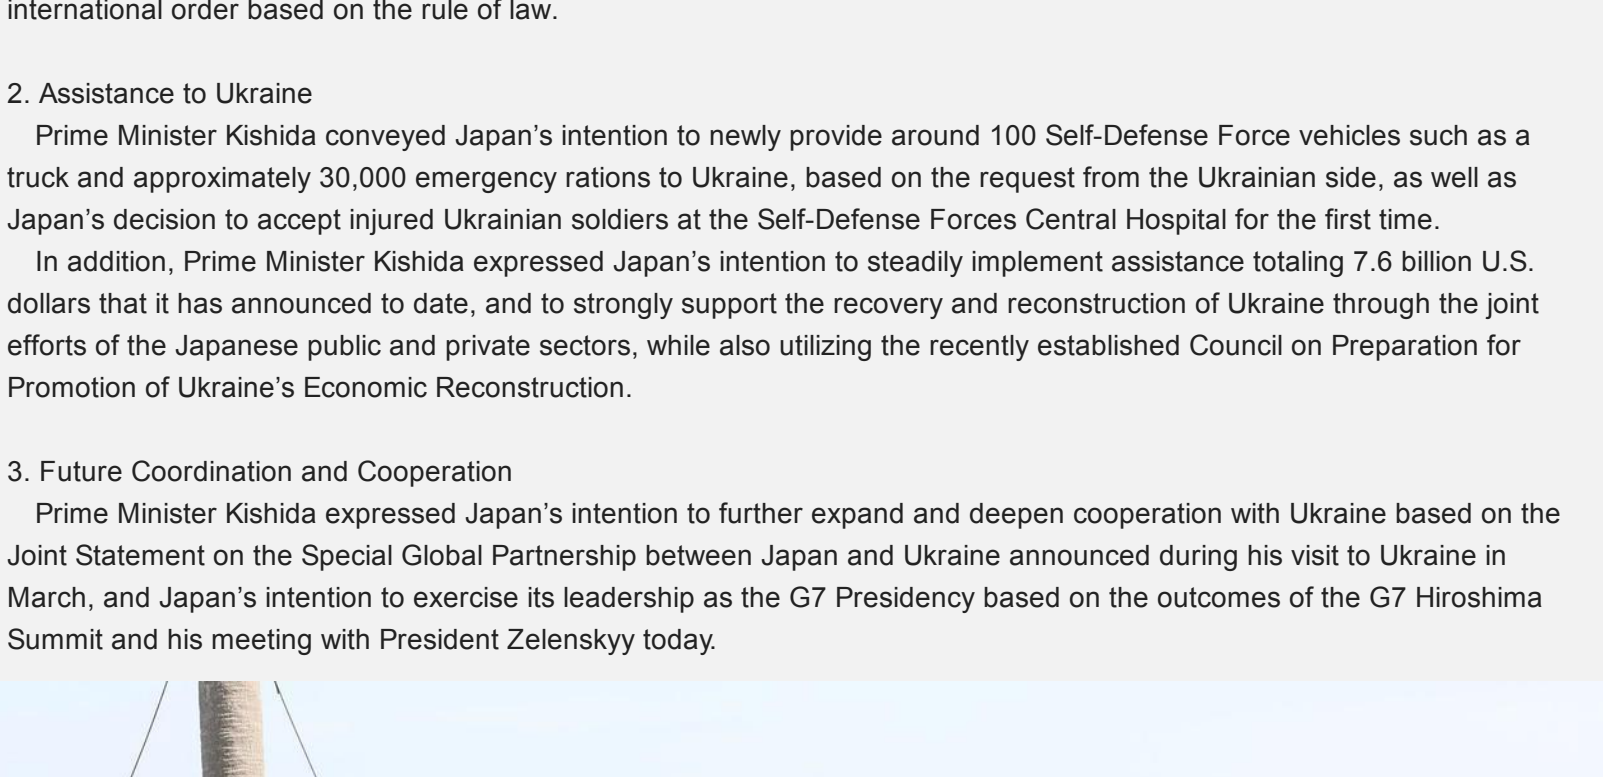 international order based on the rule of law.
2. Assistance to Ukraine
Prime Minister Kishida conveyed Japan’s intention to newly provide around 100 Self-Defense Force vehicles such as a
truck and approximately 30,000 emergency rations to Ukraine, based on the request from the Ukrainian side, as well as
Japan’s decision to accept injured Ukrainian soldiers at the Self-Defense Forces Central Hospital for the first time.
In addition, Prime Minister Kishida expressed Japan’s intention to steadily implement assistance totaling 7.6 billion U.S.
dollars that it has announced to date, and to strongly support the recovery and reconstruction of Ukraine through the joint
efforts of the Japanese public and private sectors, while also utilizing the recently established Council on Preparation for
Promotion of Ukraine’s Economic Reconstruction.
3. Future Coordination and Cooperation
Prime Minister Kishida expressed Japan’s intention to further expand and deepen cooperation with Ukraine based on the
Joint Statement on the Special Global Partnership between Japan and Ukraine announced during his visit to Ukraine in
March, and Japan’s intention to exercise its leadership as the G7 Presidency based on the outcomes of the G7 Hiroshima
Summit and his meeting with President Zelenskyy today.